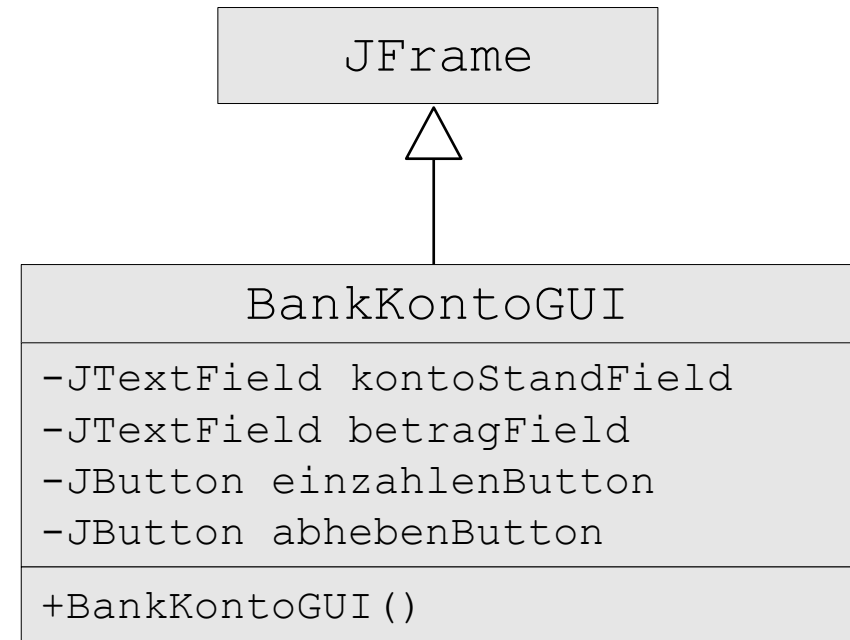 JFrame
BankKontoGUI
-JTextField kontoStandField
-JTextField betragField
-JButton einzahlenButton
-JButton abhebenButton
+BankKontoGUI()